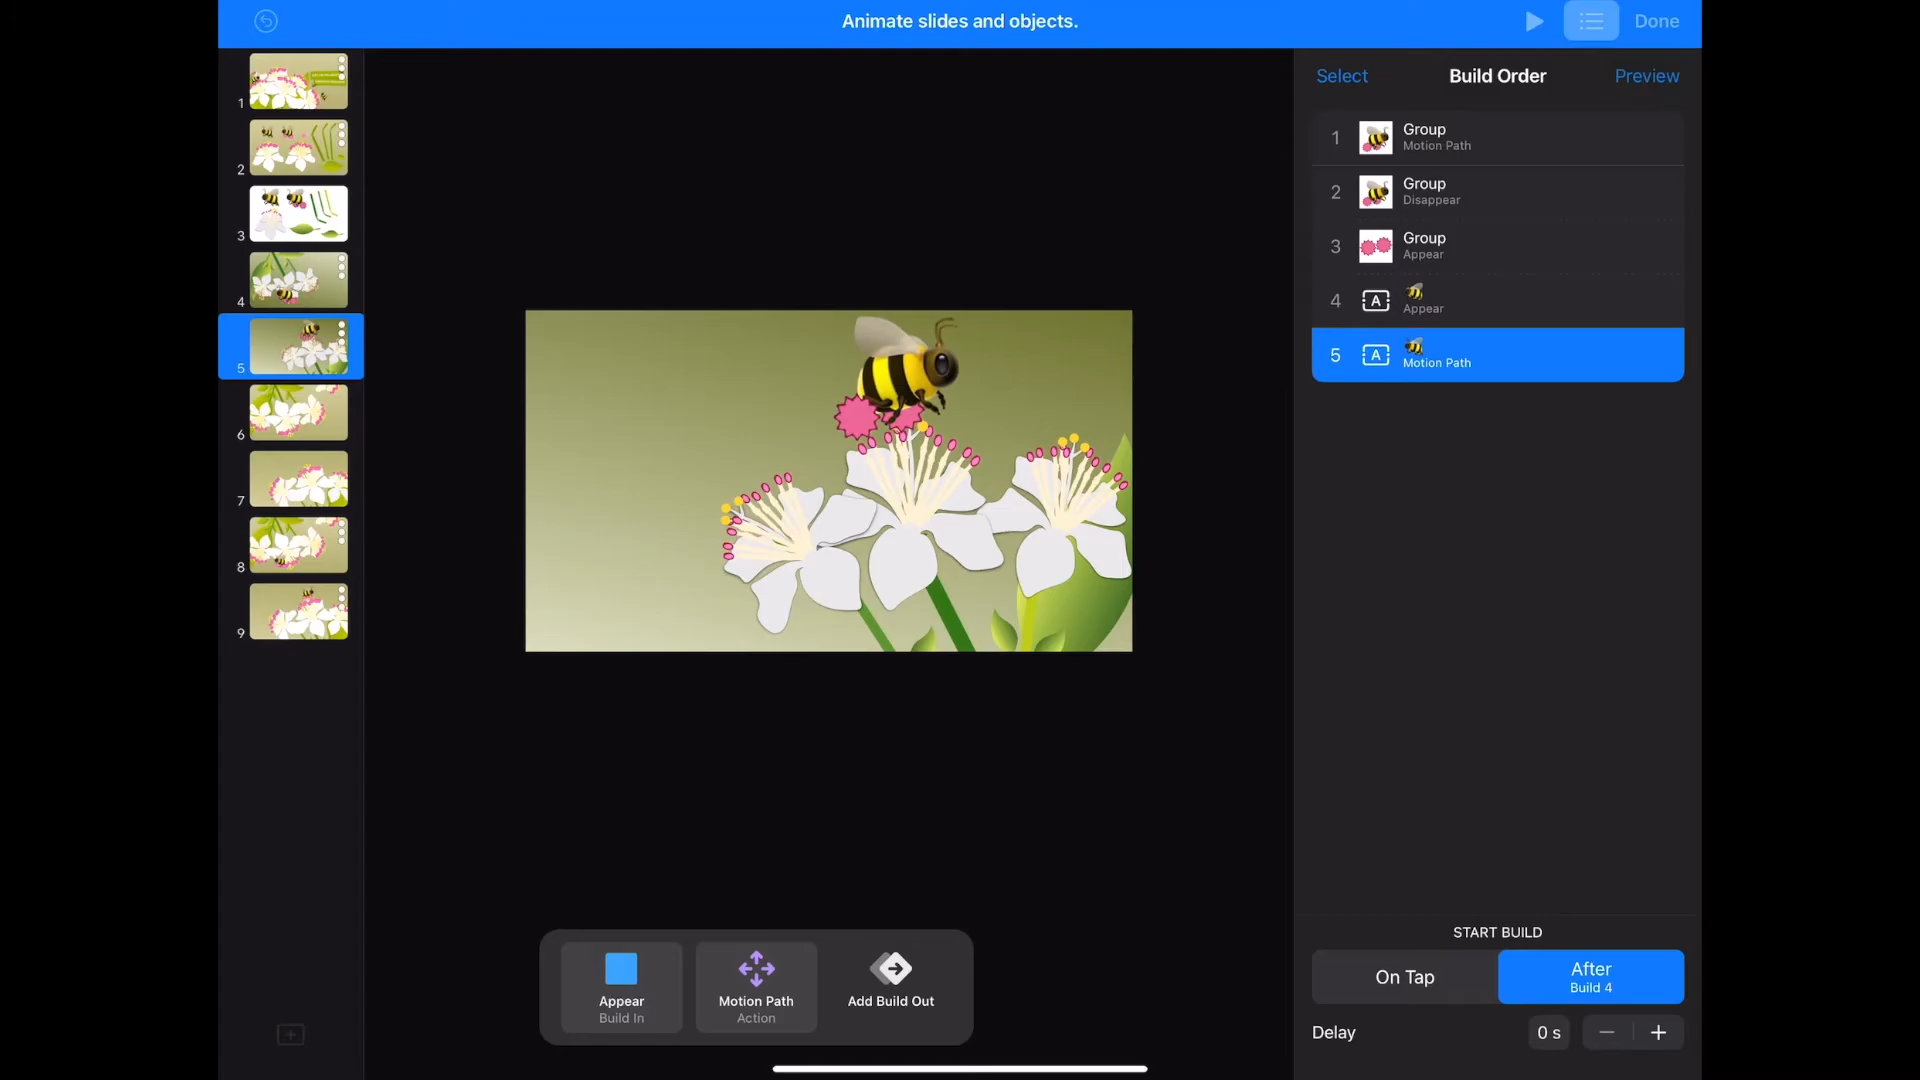 Animate slides and objects.
Done
1
2
3
4
5
6
7
8
9
Select
Build Order
Preview
1
Group
Motion Path
2
Group
Disappear
3
Group
Appear
4
A
Appear
5
A
Motion Path
Appear
Build In
Motion Path
Action
Add Build Out
START BUILD
On Tap
After
Build 4
Delay
0 s